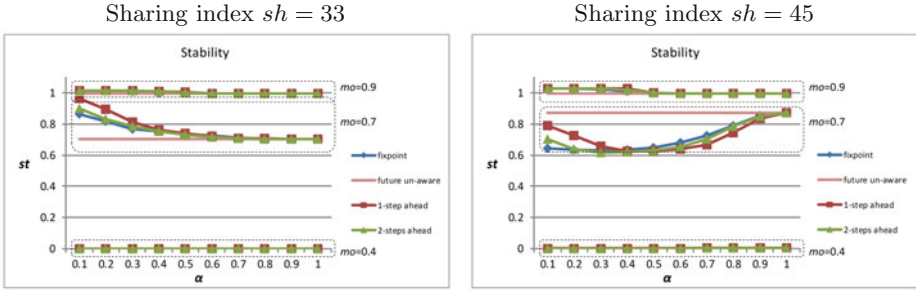 Sharing index sh = 33
Stability
1
0.8
0.6
0.4
0.2
0
st
0.1 0.2 0.3 0.4 0.5 0.6 0.7 0.8 0.9 1
α
mo=0.9
mo=0.7
fixpoint
future un-aware
1-step ahead
2-steps ahead
mo=0.4
Sharing index sh = 45
Stability
1
0.8
0.6
0.4
0.2
0
st
0.1 0.2 0.3 0.4 0.5 0.6 0.7 0.8 0.9 1
α
mo=0.9
mo=0.7
fixpoint
future un-aware
1-step ahead
2-steps ahead
mo=0.4